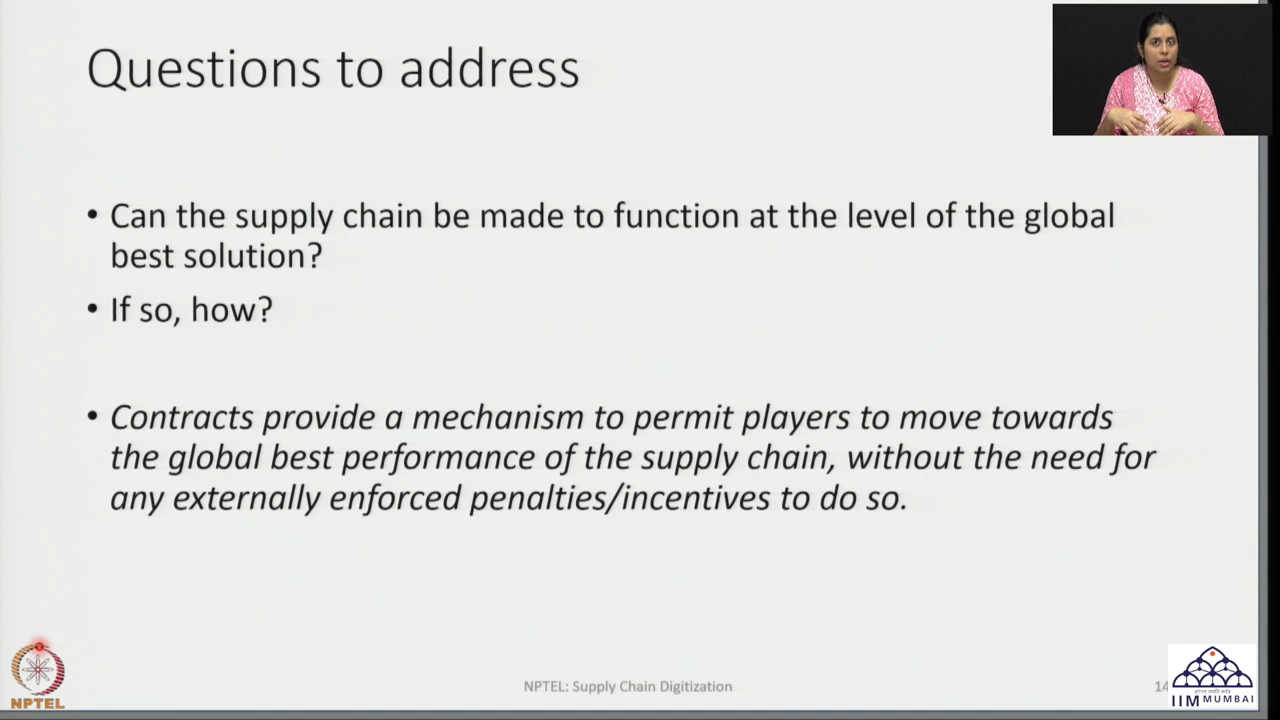 Questions to address
• Can the supply chain be made to function at the level of the global
best solution?
• If so, how?
• Contracts provide a mechanism to permit players to move towards
the global best performance of the supply chain, without the need for
any externally enforced penalties/incentives to do so.
NPTEL
NPTEL: Supply Chain Digitization
14
IIM MUMBAI